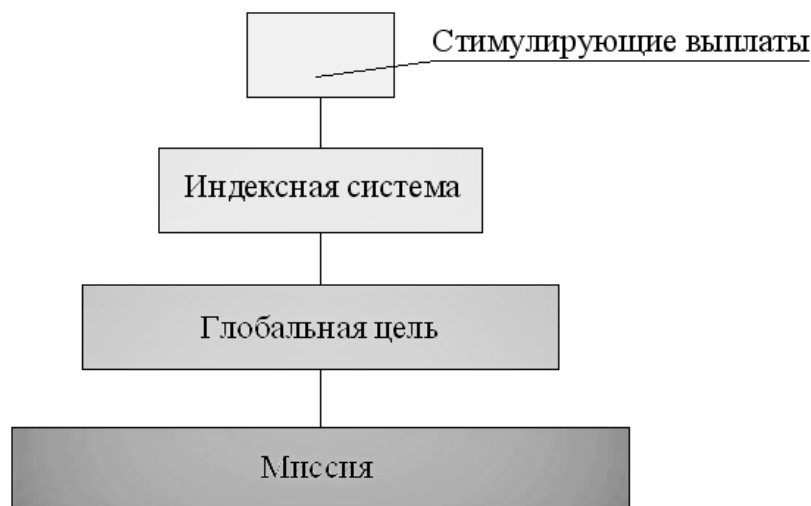 Стимулирующие выплаты
Индексная система
Глобальная цель
Миссия